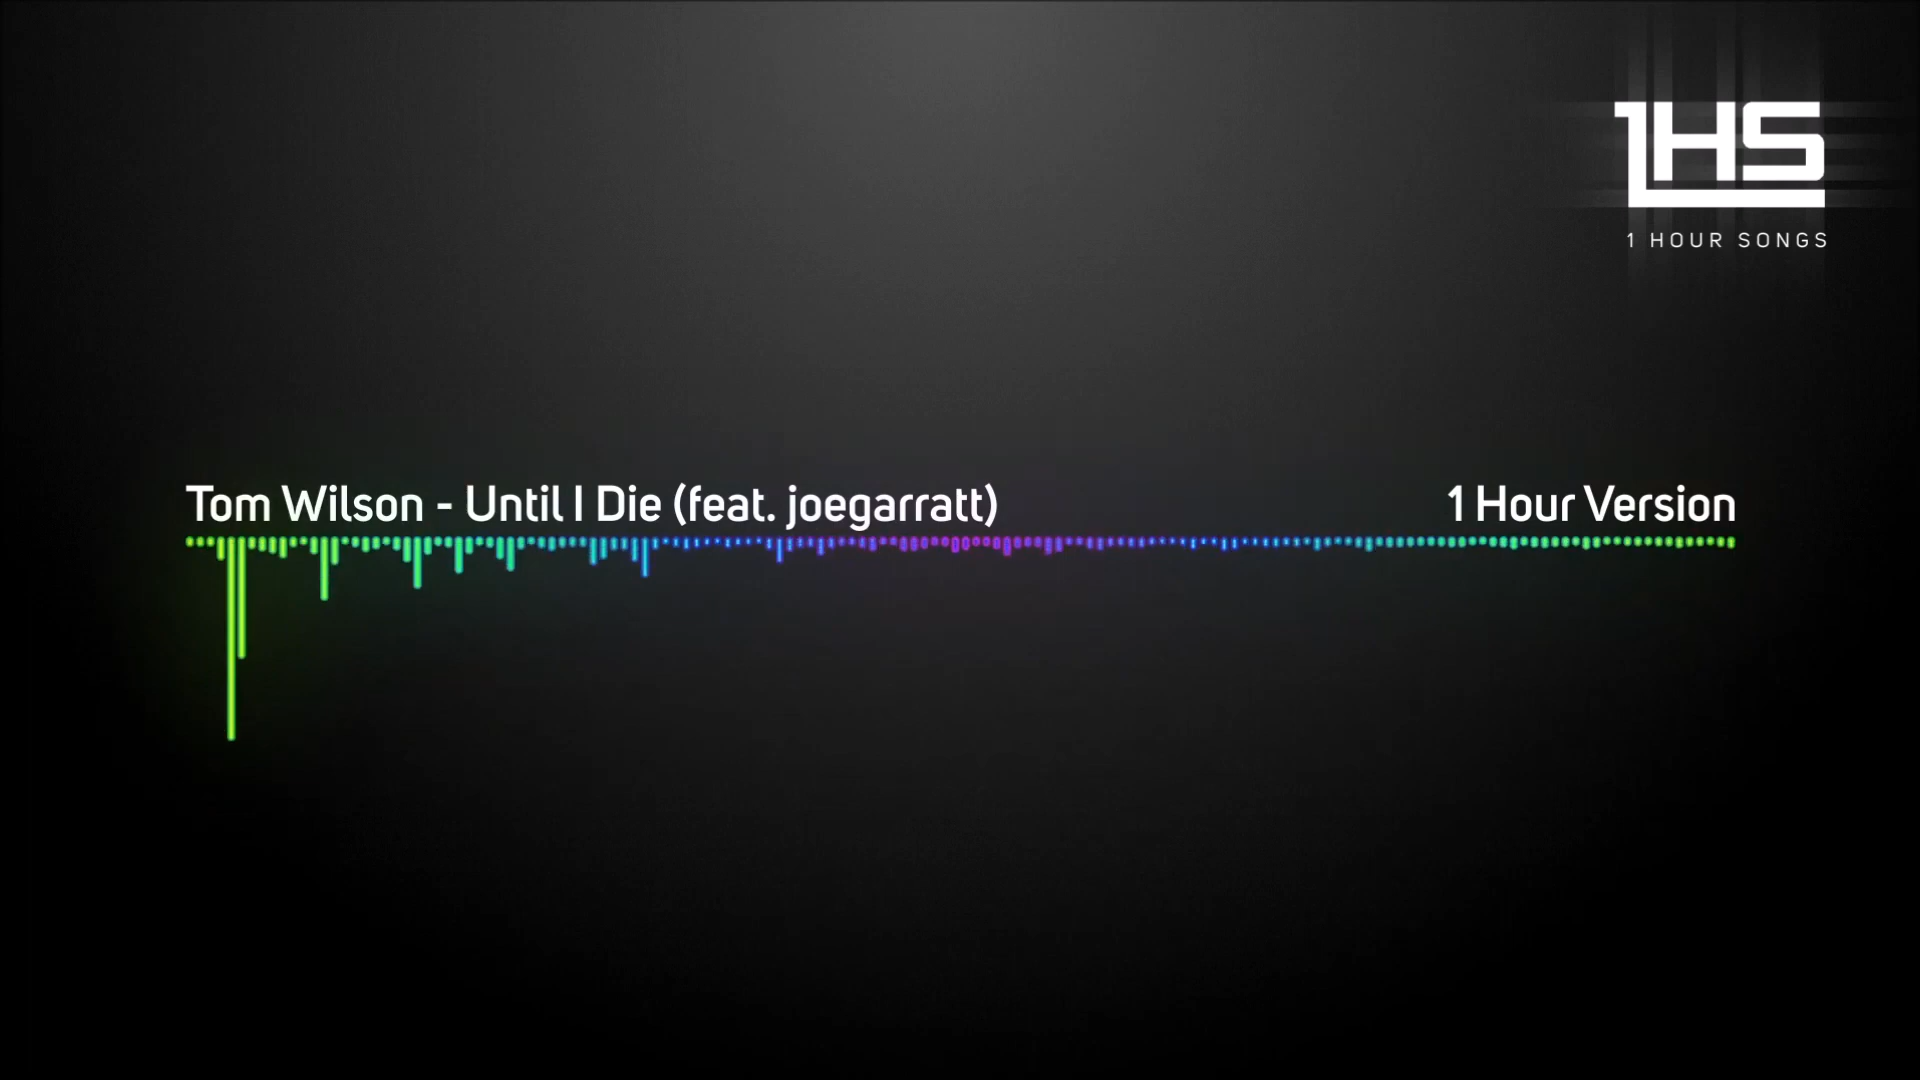 1HS
1 HOUR SONGS
Tom Wilson - Until I Die (feat. joegarratt)
1 Hour Version